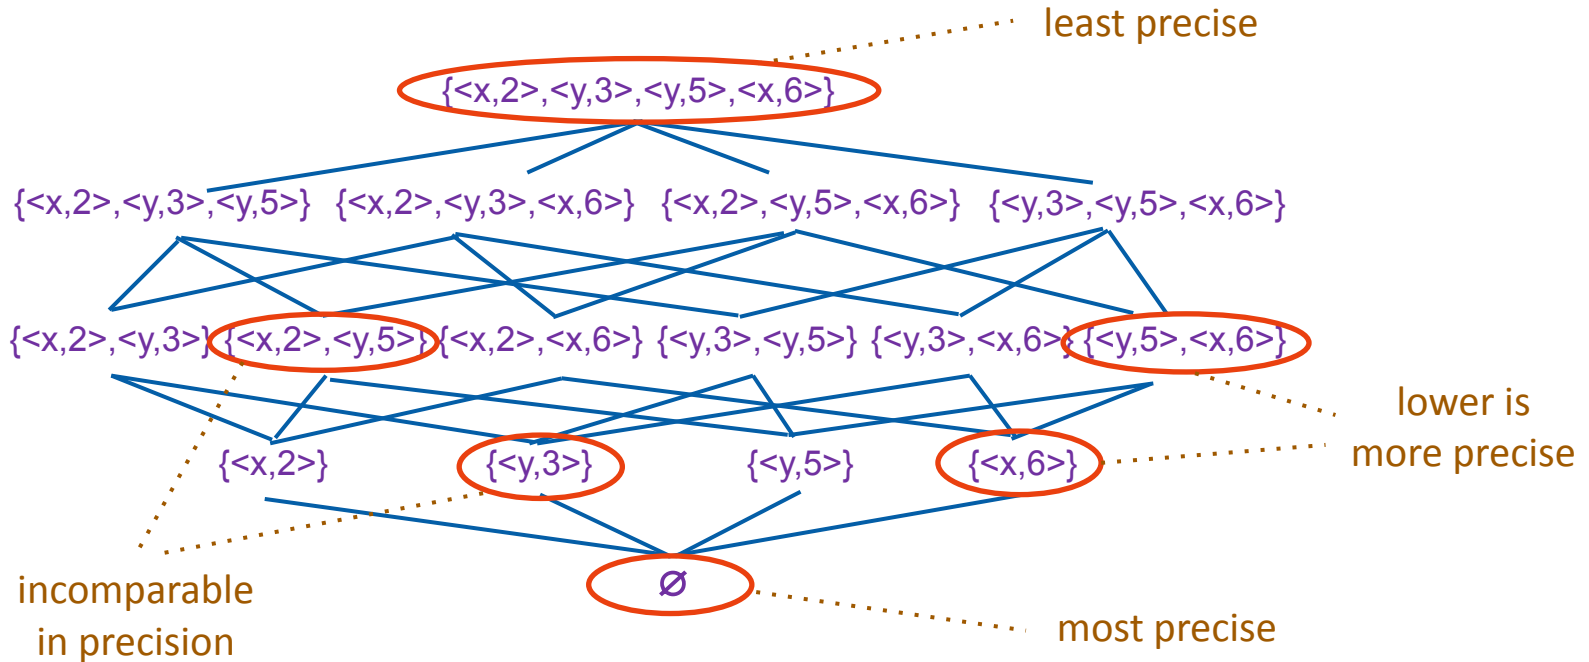 least precise
{<x,2>,<y,3>,<y,5>,<x,6>}
{<x,2>,<y,3>,<y,5>} {<x,2>,<y,3>,<x,6>} {<x,2>,<y,5>,<x,6>} {<y,3>,<y,5>,<x,6>}
{<x,2>,<y,3>} {<x,2>,<y,5>} {<x,2>,<x,6>} {<y,3>,<y,5>} {<y,3>,<x,6>} {<y,5>,<x,6>}
lower is
more precise
{<x,2>} {<y,3>} {<y,5>} {<x,6>}
incomparable
in precision
Ø
most precise